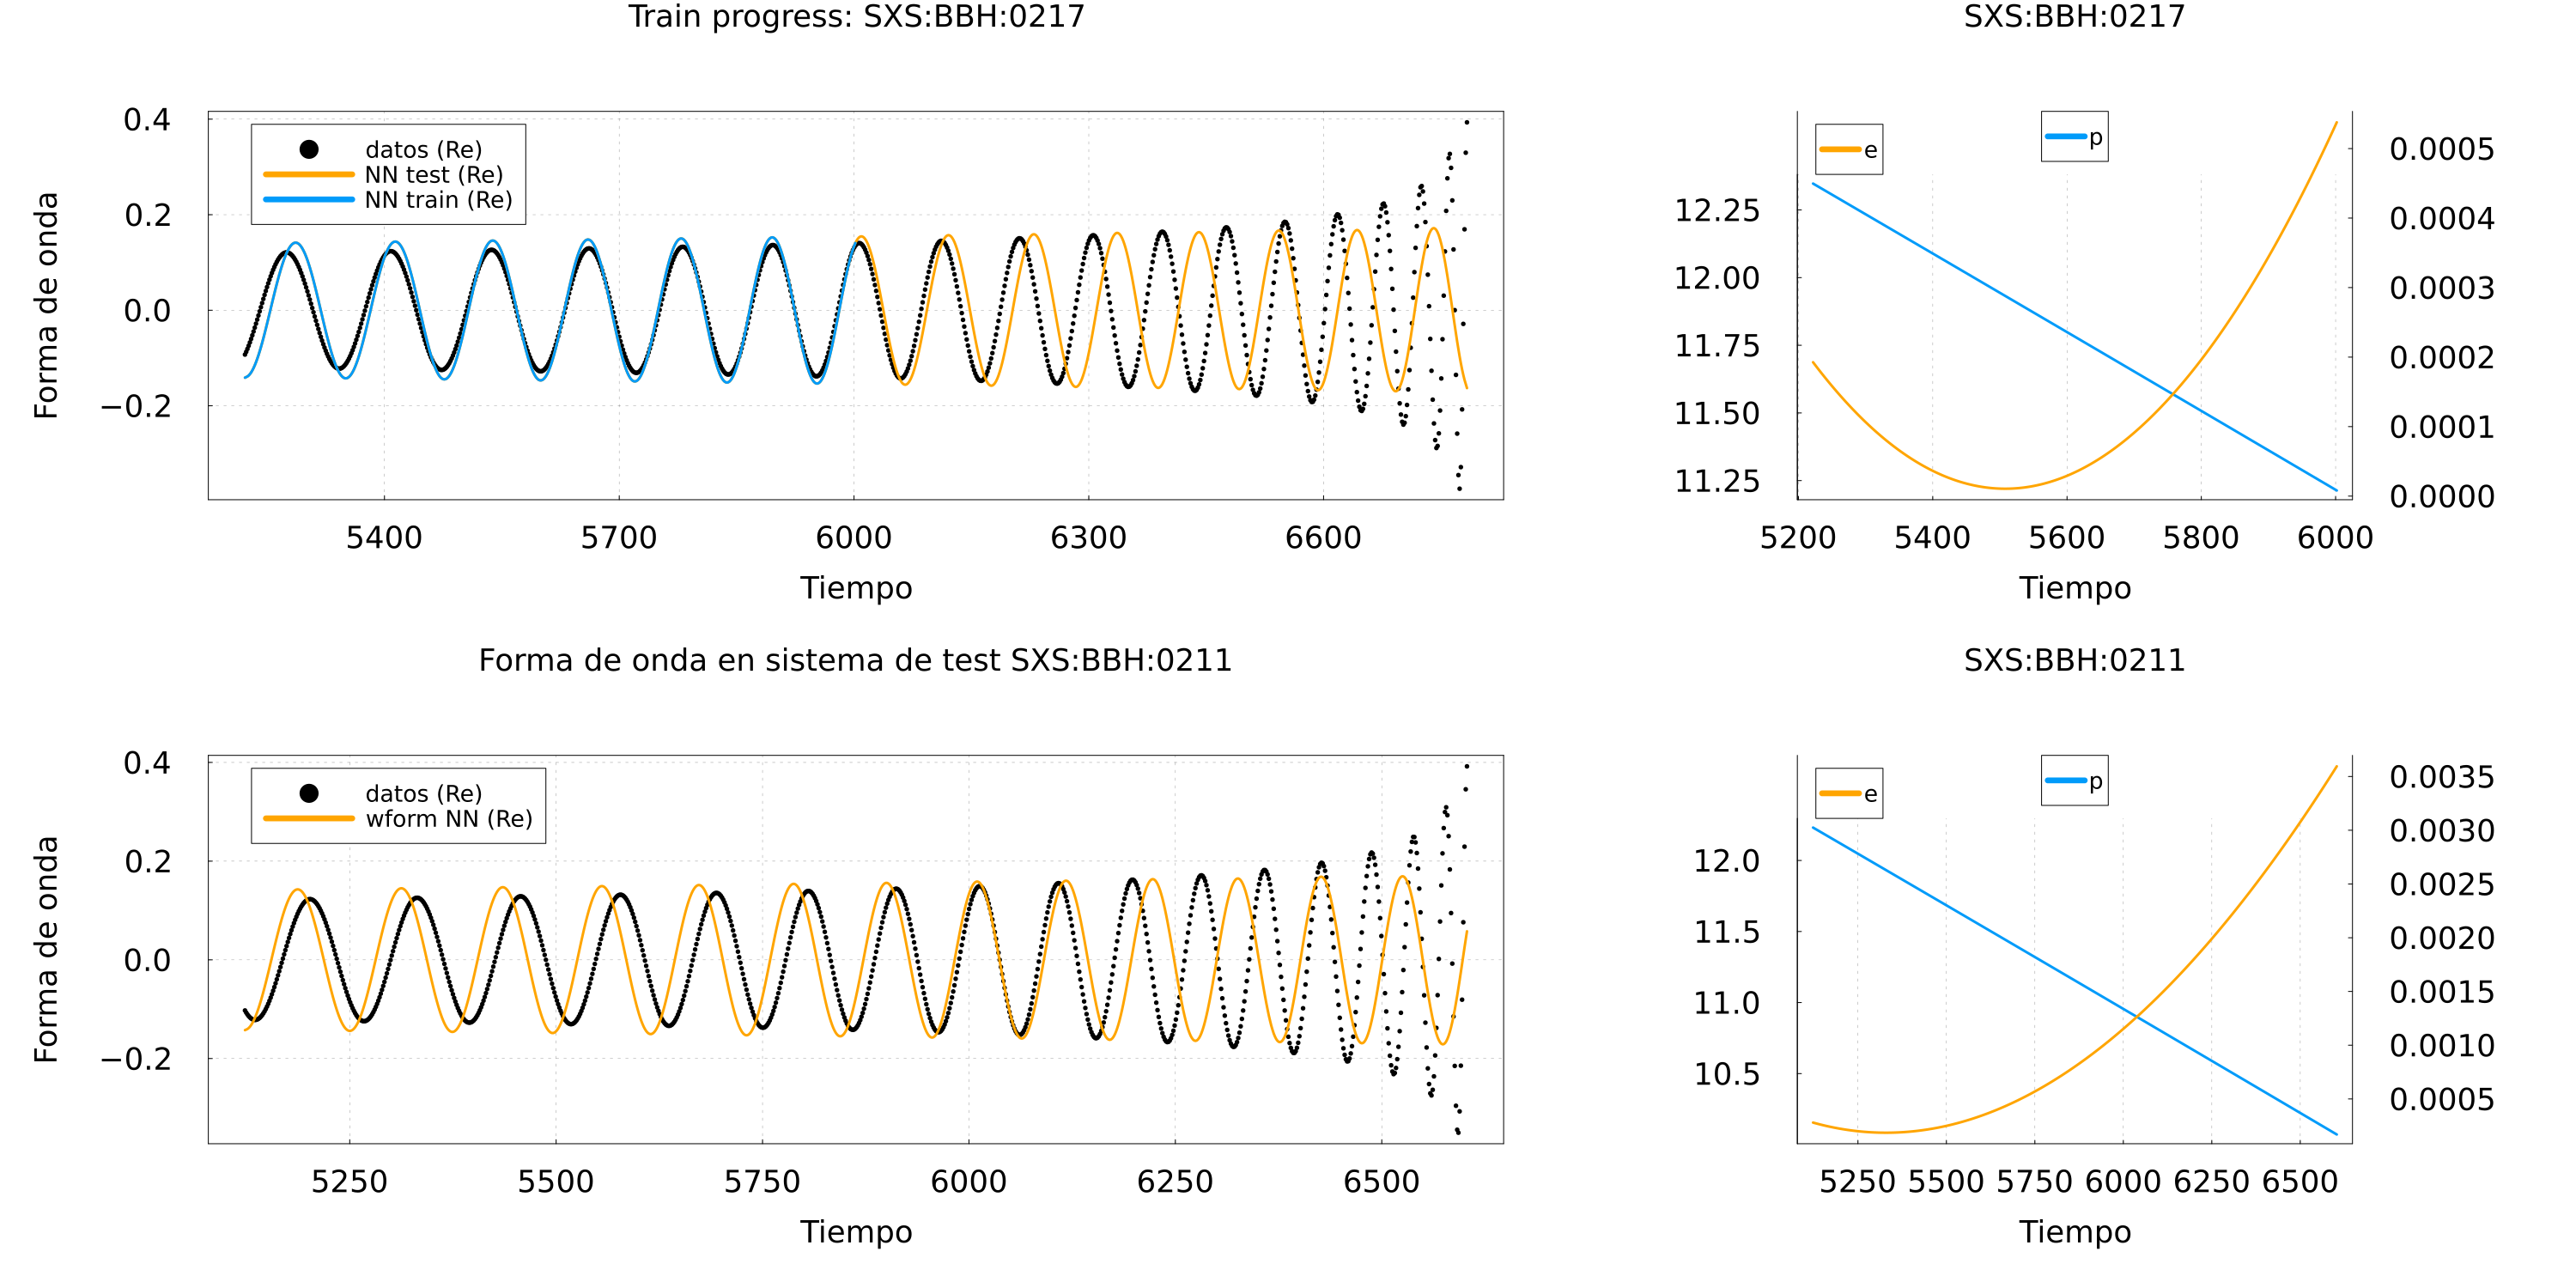 Train progress: SXS:BBH:0217
datos (Re)
NN test (Re)
NN train (Re)
Forma de onda
0.4
0.2
0.0
−0.2
5400 5700 6000 6300 6600
Tiempo
SXS:BBH:0217
e
p
12.25
12.00
11.75
11.50
11.25
0.0005
0.0004
0.0003
0.0002
0.0001
0.0000
5200 5400 5600 5800 6000
Tiempo
Forma de onda en sistema de test SXS:BBH:0211
datos (Re)
wform NN (Re)
Forma de onda
0.4
0.2
0.0
−0.2
5250 5500 5750 6000 6250 6500
Tiempo
SXS:BBH:0211
e
p
12.0
11.5
11.0
10.5
0.0035
0.0030
0.0025
0.0020
0.0015
0.0010
0.0005
5250 5500 5750 6000 6250 6500
Tiempo